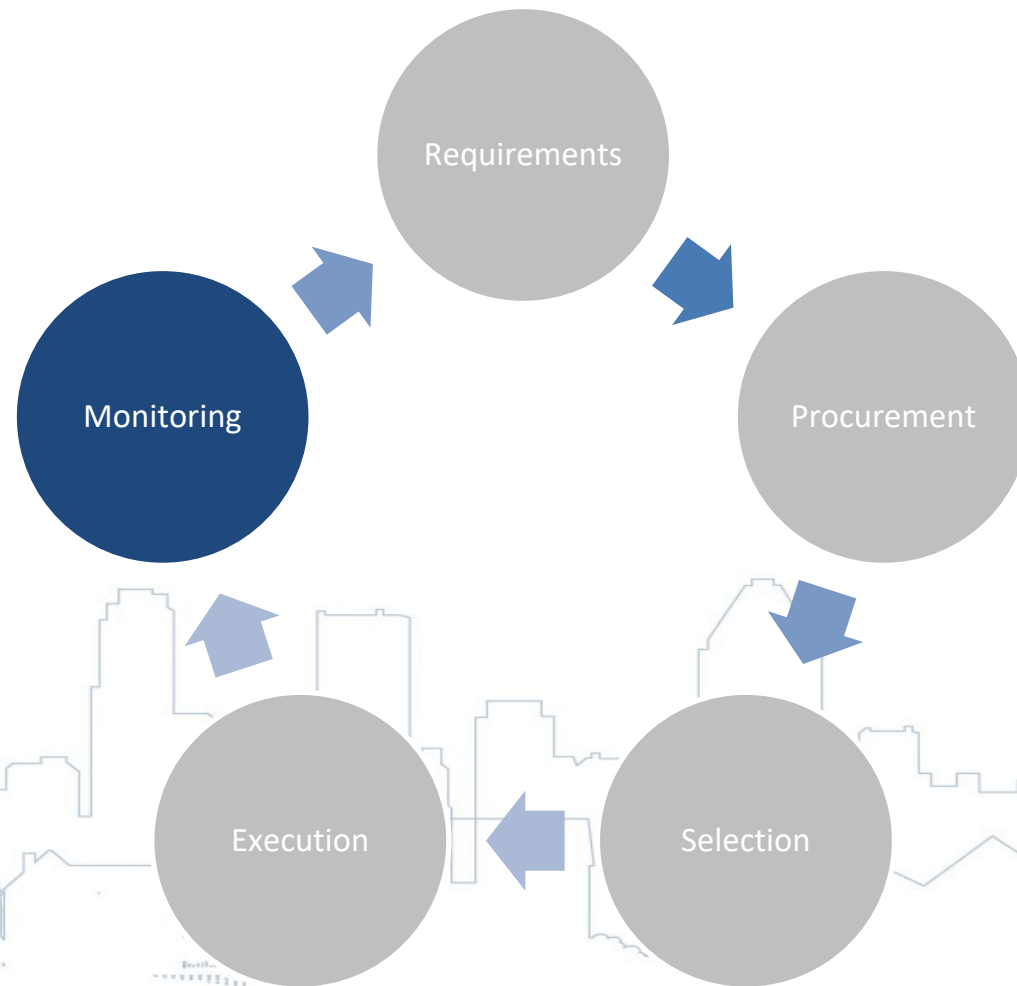 Requirements
Procurement
Selection
Execution
Monitoring